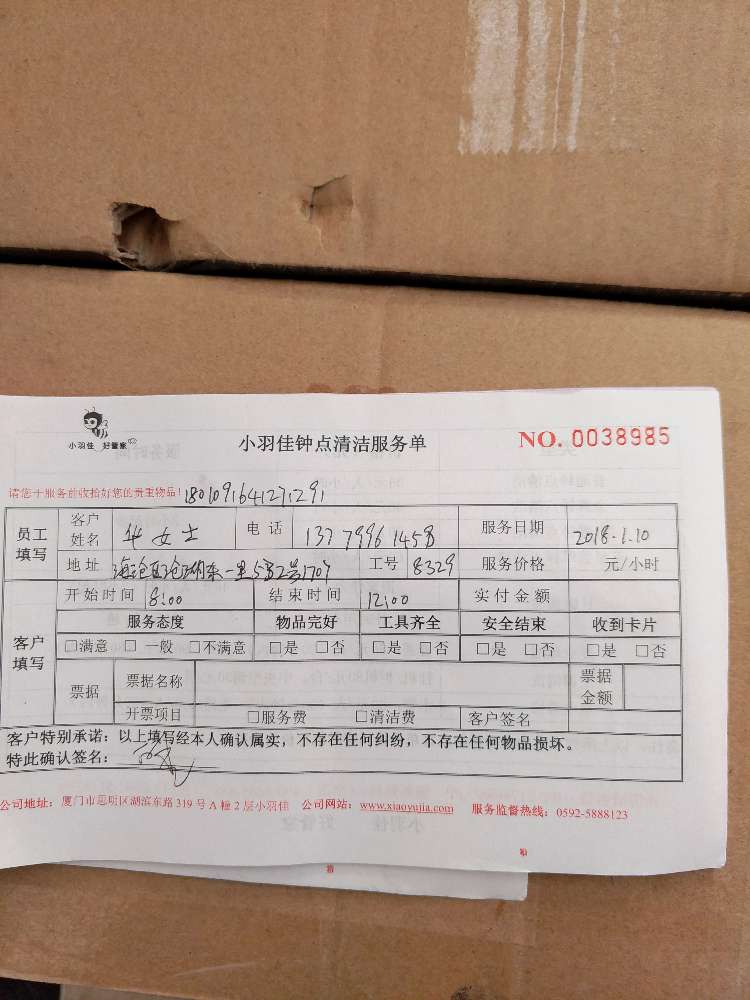 小羽佳 好管家
小羽佳钟点清洁服务单
NO. 0038985
请您于服务前收拾好您的贵重物品! 1801091641271291
员工填写 客户姓名 华女士 电话 13779961458 服务日期 2018.1.10
地址 一里 1709 工号 8329 服务价格 元/小时
客户填写 开始时间 8:00 结束时间 12:00 实付金额
服务态度 物品完好 工具齐全 安全结束 收到卡片
□满意 □一般 □不满意 □是 □否 □是 □否 □是 □否 □是 □否
票据 票据名称 票据金额
开票项目 □服务费 □清洁费 客户签名
客户特别承诺：以上填写经本人确认属实，不存在任何纠纷，不存在任何物品损坏。
特此确认签名：
公司地址：厦门市思明区湖滨东路 319 号 A 幢 2 层小羽佳 公司网站：www.xiaoyujia.com 服务监督热线：0592-5888123